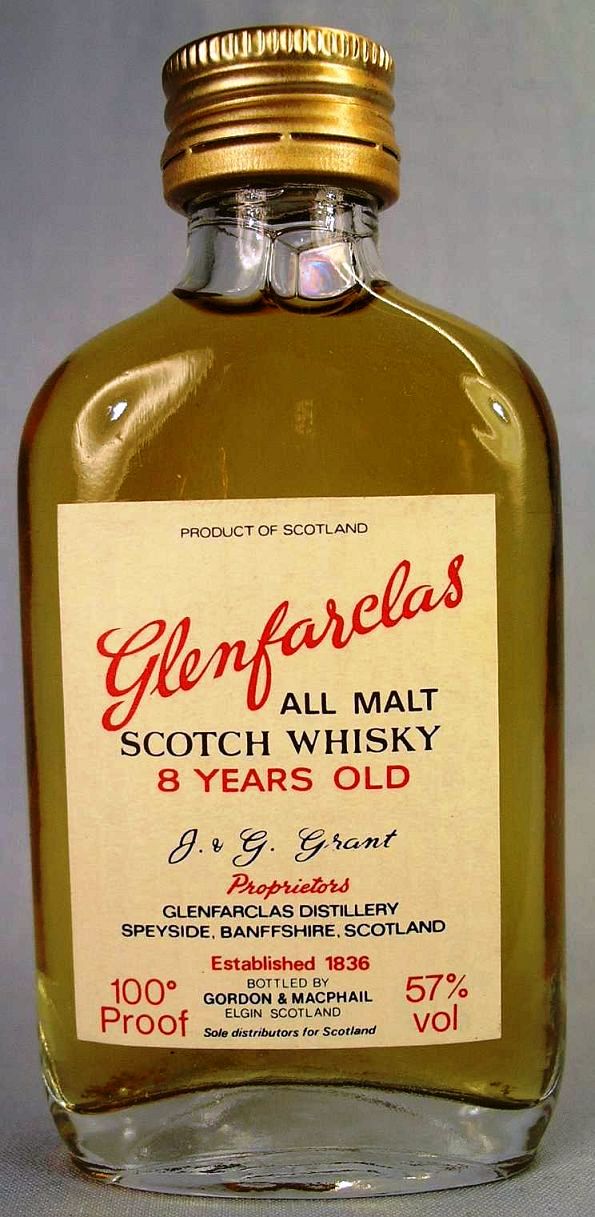 PRODUCT OF SCOTLAND
Glenfarclas
ALL MALT
SCOTCH WHISKY
8 YEARS OLD
J. & G. Grant
Proprietors
GLENFARCLAS DISTILLERY
SPEYSIDE, BANFFSHIRE, SCOTLAND
Established 1836
BOTTLED BY
GORDON & MACPHAIL
ELGIN SCOTLAND
Sole distributors for Scotland
100°
Proof
57%
vol